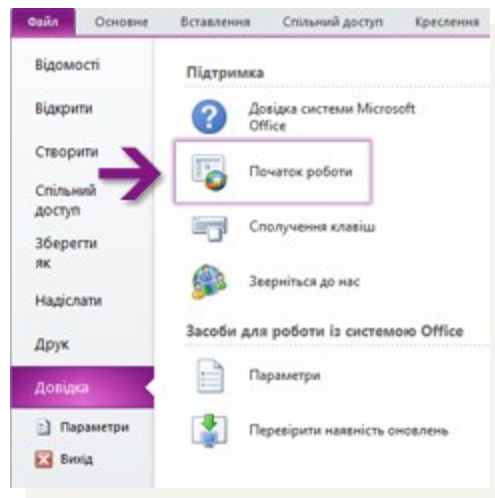 Файл Основне Вставлення Спільний доступ Креслення
Відомості
Відкрити
Створити
Спільний
доступ
Зберегти
як
Надіслати
Друк
Довідка
Параметри
Вихід
Підтримка
Довідка системи Microsoft
Office
Початок роботи
Сполучення клавіш
Зверніться до нас
Засоби для роботи із системою Office
Параметри
Перевірити наявність оновлень